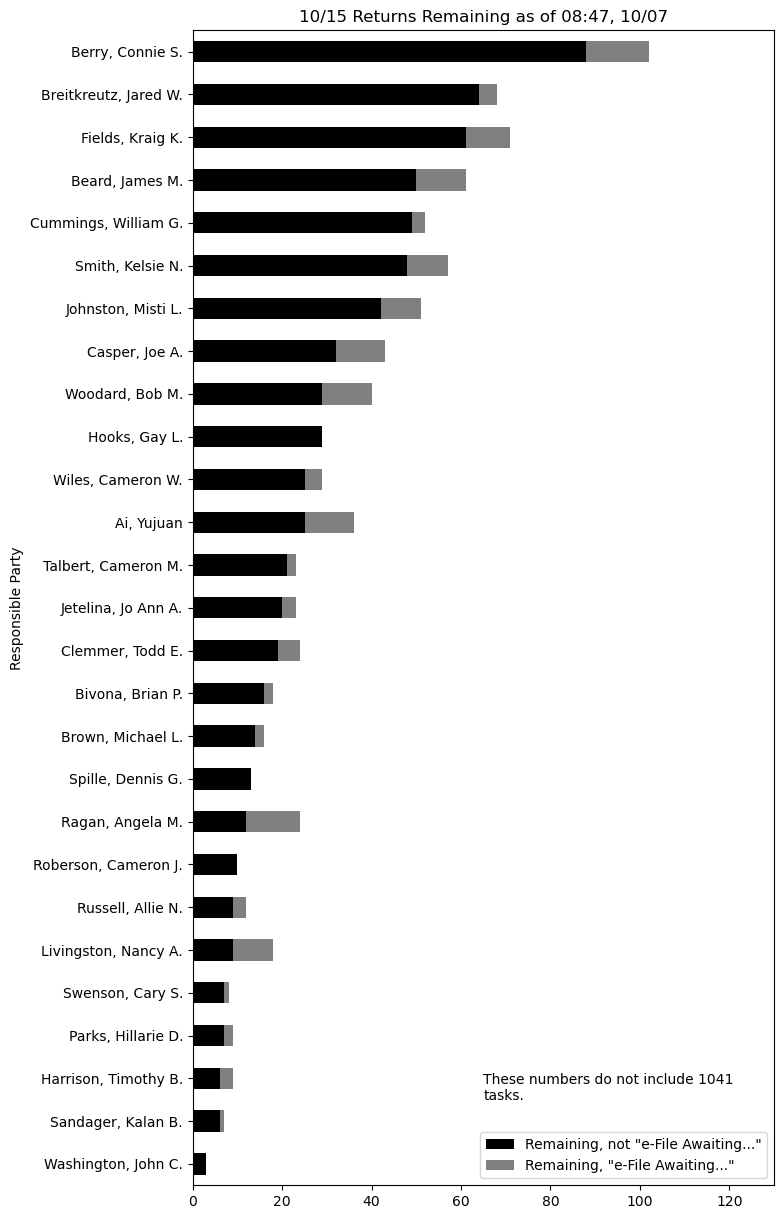 10/15 Returns Remaining as of 08:47, 10/07
Responsible Party
Berry, Connie S.
Breitkreutz, Jared W.
Fields, Kraig K.
Beard, James M.
Cummings, William G.
Smith, Kelsie N.
Johnston, Misti L.
Casper, Joe A.
Woodard, Bob M.
Hooks, Gay L.
Wiles, Cameron W.
Ai, Yujuan
Talbert, Cameron M.
Jetelina, Jo Ann A.
Clemmer, Todd E.
Bivona, Brian P.
Brown, Michael L.
Spille, Dennis G.
Ragan, Angela M.
Roberson, Cameron J.
Russell, Allie N.
Livingston, Nancy A.
Swenson, Cary S.
Parks, Hillarie D.
Harrison, Timothy B.
Sandager, Kalan B.
Washington, John C.
These numbers do not include 1041
tasks.
Remaining, not "e-File Awaiting..."
Remaining, "e-File Awaiting..."
0 20 40 60 80 100 120